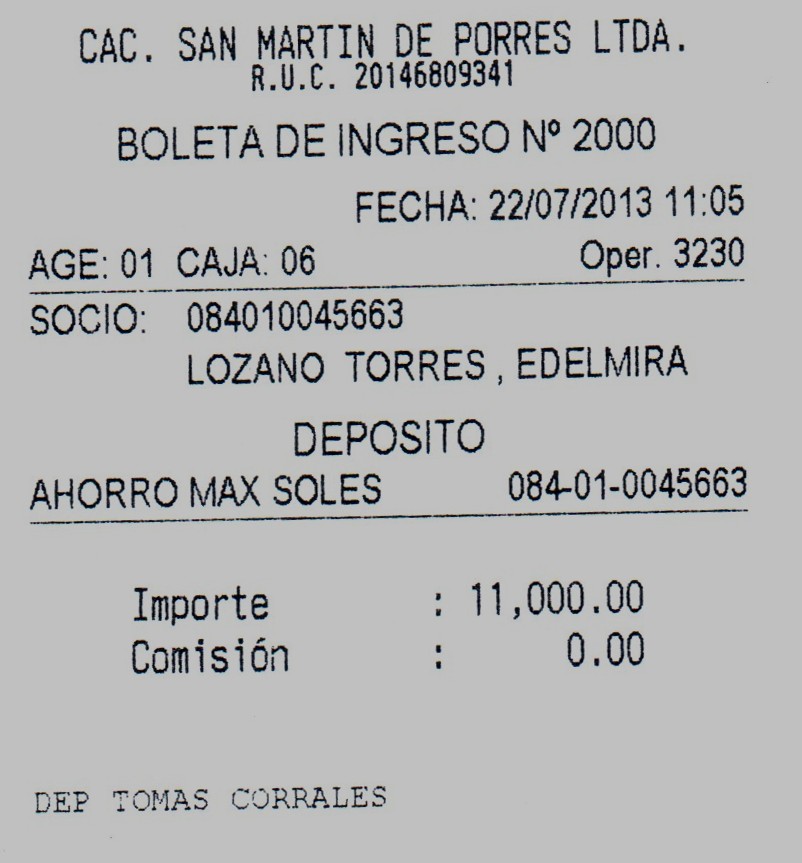 CAC. SAN MARTIN DE PORRES LTDA.
R.U.C. 20146809341
BOLETA DE INGRESO Nº 2000
FECHA: 22/07/2013 11:05
AGE: 01 CAJA: 06 Oper. 3230
SOCIO: 084010045663
LOZANO TORRES , EDELMIRA
DEPOSITO
AHORRO MAX SOLES 084-01-0045663
Importe : 11,000.00
Comisión : 0.00
DEP TOMAS CORRALES